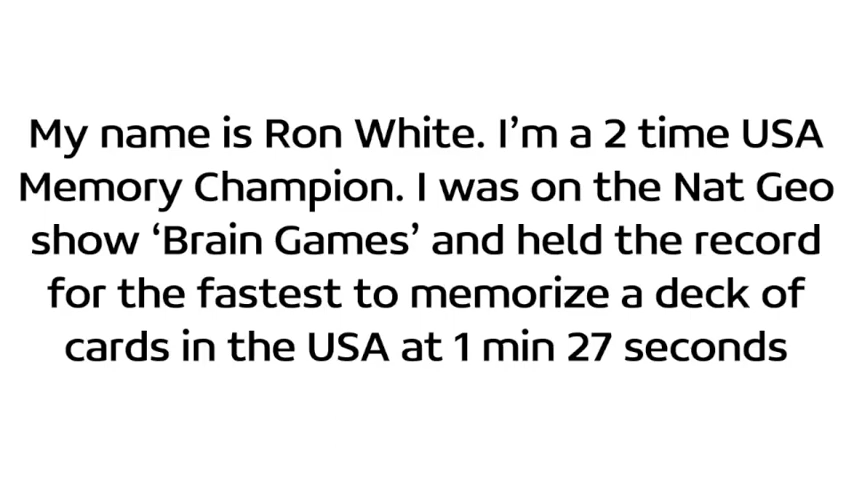 My name is Ron White. I’m a 2 time USA
Memory Champion. I was on the Nat Geo
show ‘Brain Games’ and held the record
for the fastest to memorize a deck of
cards in the USA at 1 min 27 seconds